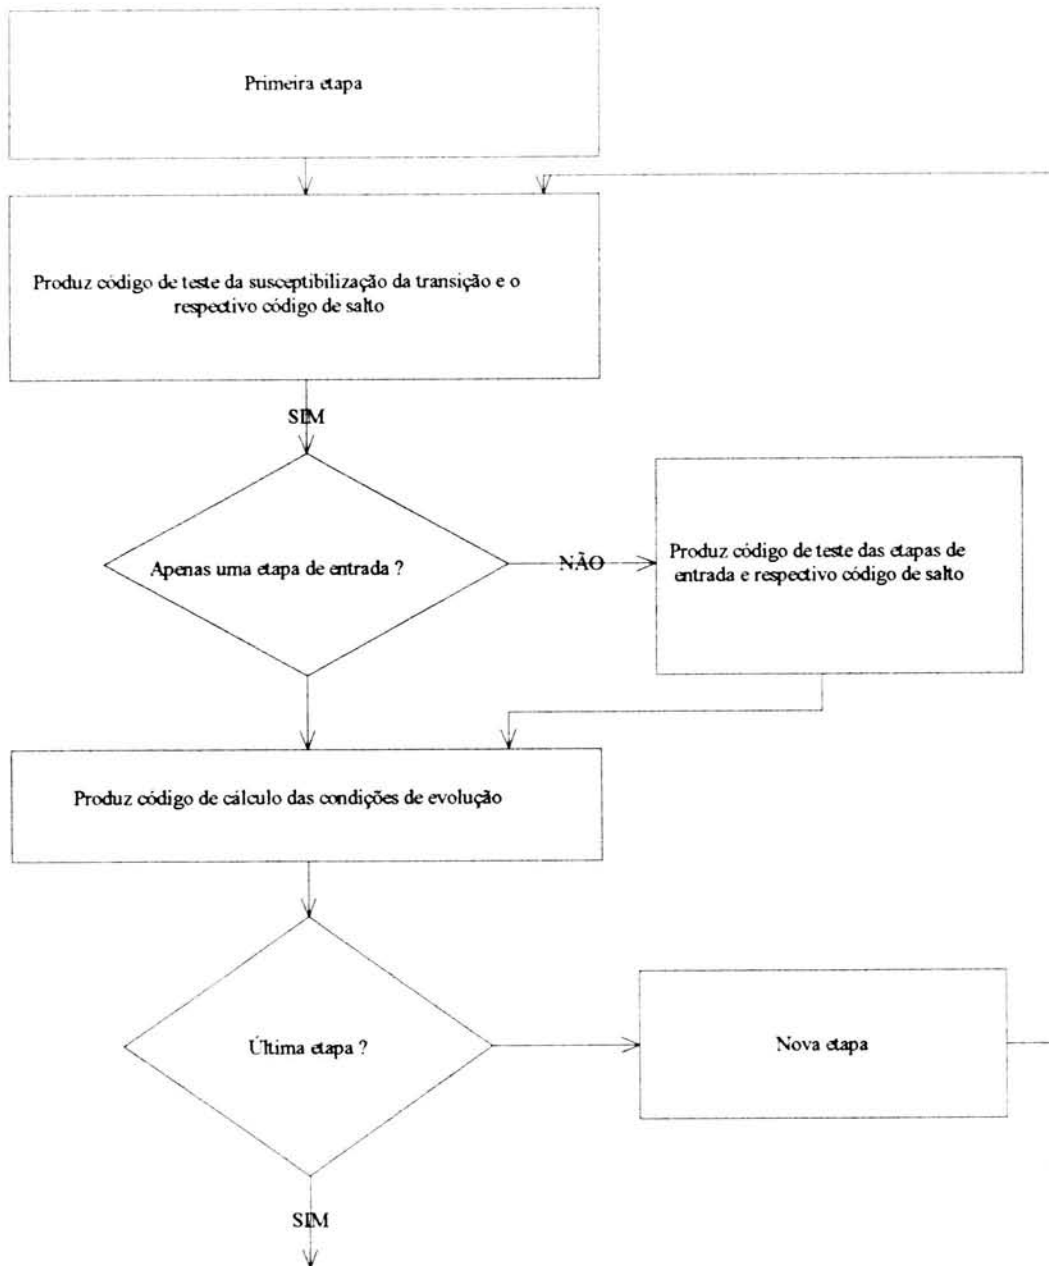 Primeira etapa
Produz código de teste da susceptibilização da transição e o
respectivo código de salto
SIM
Apenas uma etapa de entrada ?
NÃO
Produz código de teste das etapas de
entrada e respectivo código de salto
Produz código de cálculo das condições de evolução
Última etapa ?
Nova etapa
SIM